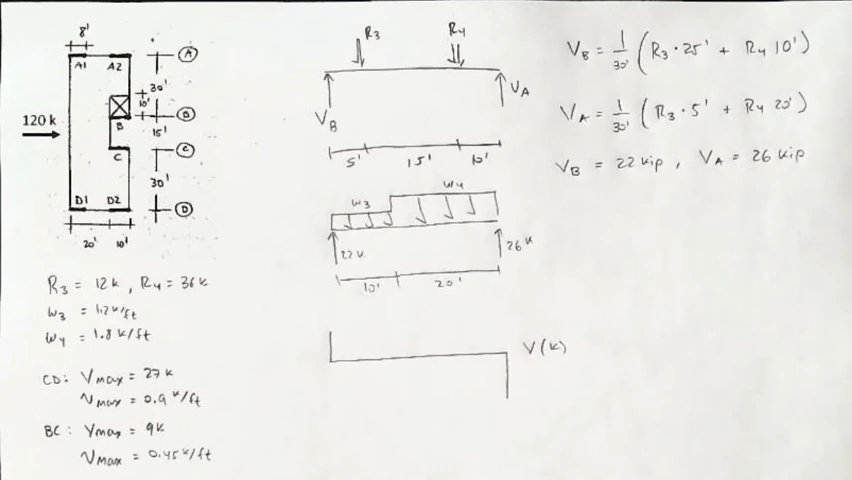 8'
A1 A2 A
30'
10'
120 k
B B
15'
C C
30'
D1 D2 D
20' 10'
R3 = 12k , R4 = 36k
w3 = 1.2 k/ft
w4 = 1.8 k/ft
CD: Vmax = 27 k
vmax = 0.9 k/ft
BC: Vmax = 9k
vmax = 0.45 k/ft
R3 R4
VB VA
5' 15' 10'
w3 w4
22 k 26 k
10' 20'
V(k)
VB = 1/30' (R3 · 25' + R4 10')
VA = 1/30' (R3 · 5' + R4 20')
VB = 22 kip , VA = 26 kip